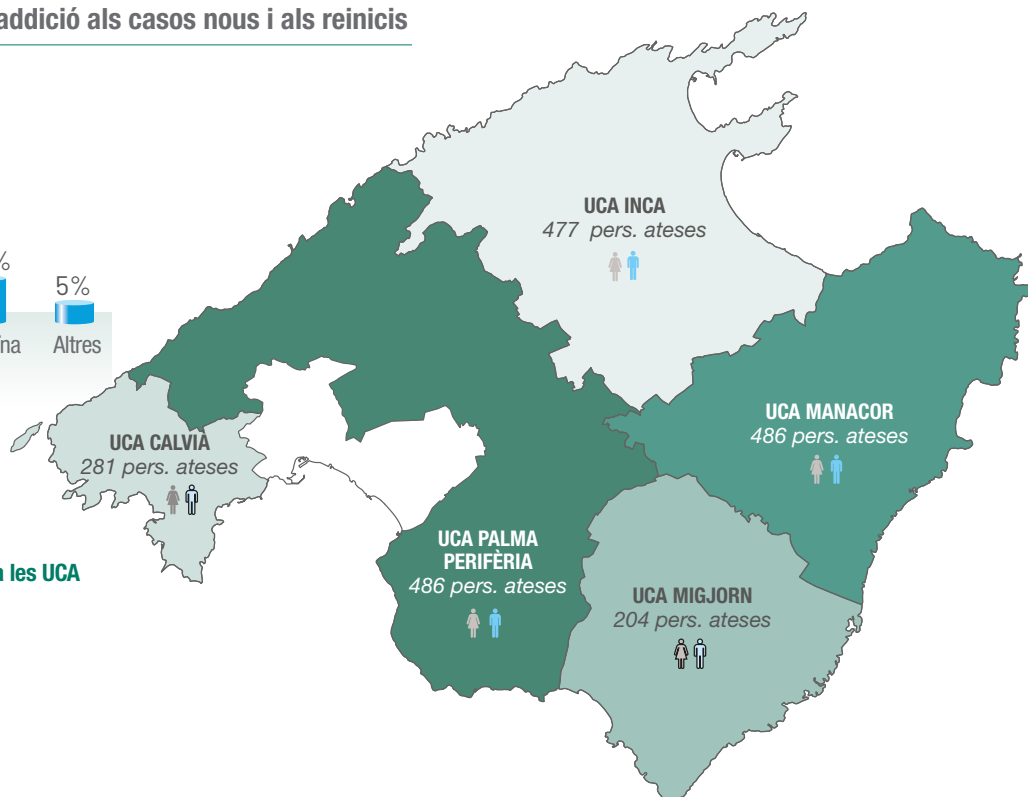 addició als casos nous i als reinicis
%
5%
Altres
UCA INCA
477 pers. ateses
UCA MANACOR
486 pers. ateses
UCA CALVIÀ
281 pers. ateses
UCA PALMA
PERIFÈRIA
486 pers. ateses
les UCA
UCA MIGJORN
204 pers. ateses